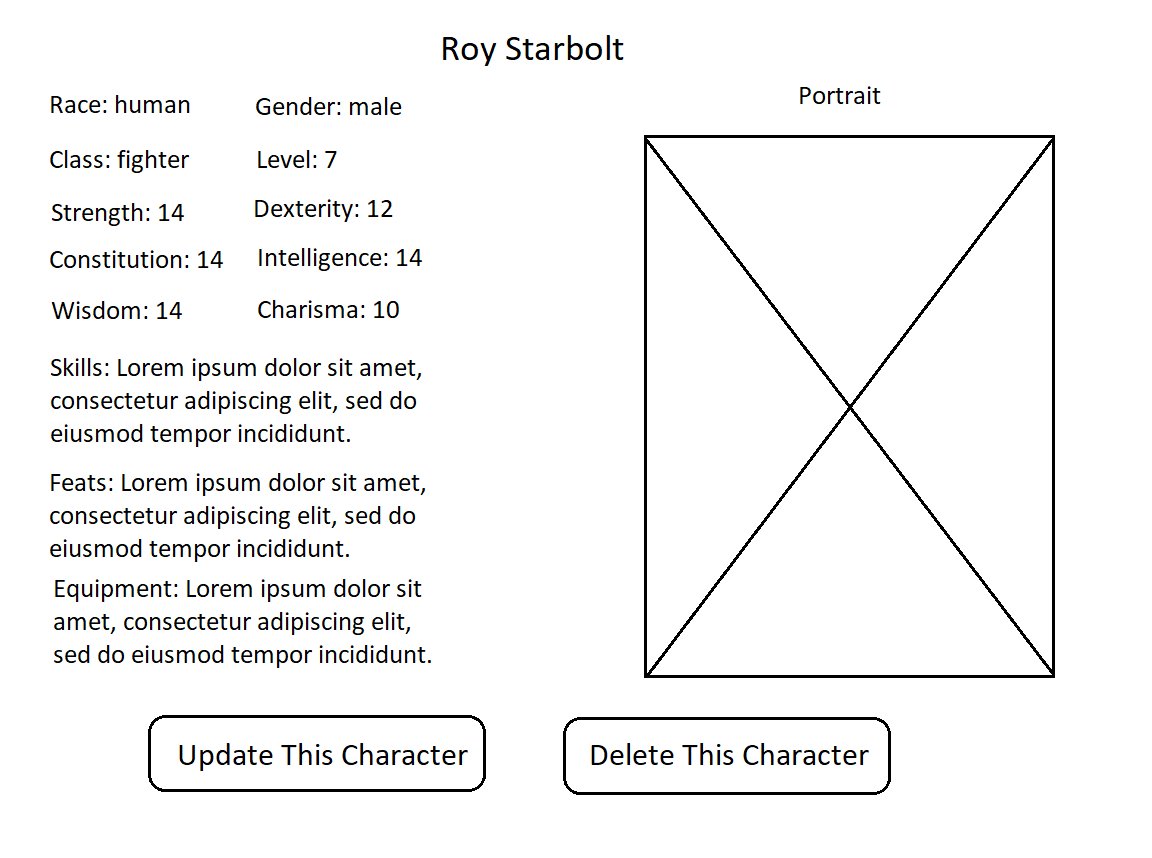 Roy Starbolt
Portrait
Race: human Gender: male
Class: fighter Level: 7
Strength: 14 Dexterity: 12
Constitution: 14 Intelligence: 14
Wisdom: 14 Charisma: 10
Skills: Lorem ipsum dolor sit amet,
consectetur adipiscing elit, sed do
eiusmod tempor incididunt.
Feats: Lorem ipsum dolor sit amet,
consectetur adipiscing elit, sed do
eiusmod tempor incididunt.
Equipment: Lorem ipsum dolor sit
amet, consectetur adipiscing elit,
sed do eiusmod tempor incididunt.
Update This Character
Delete This Character